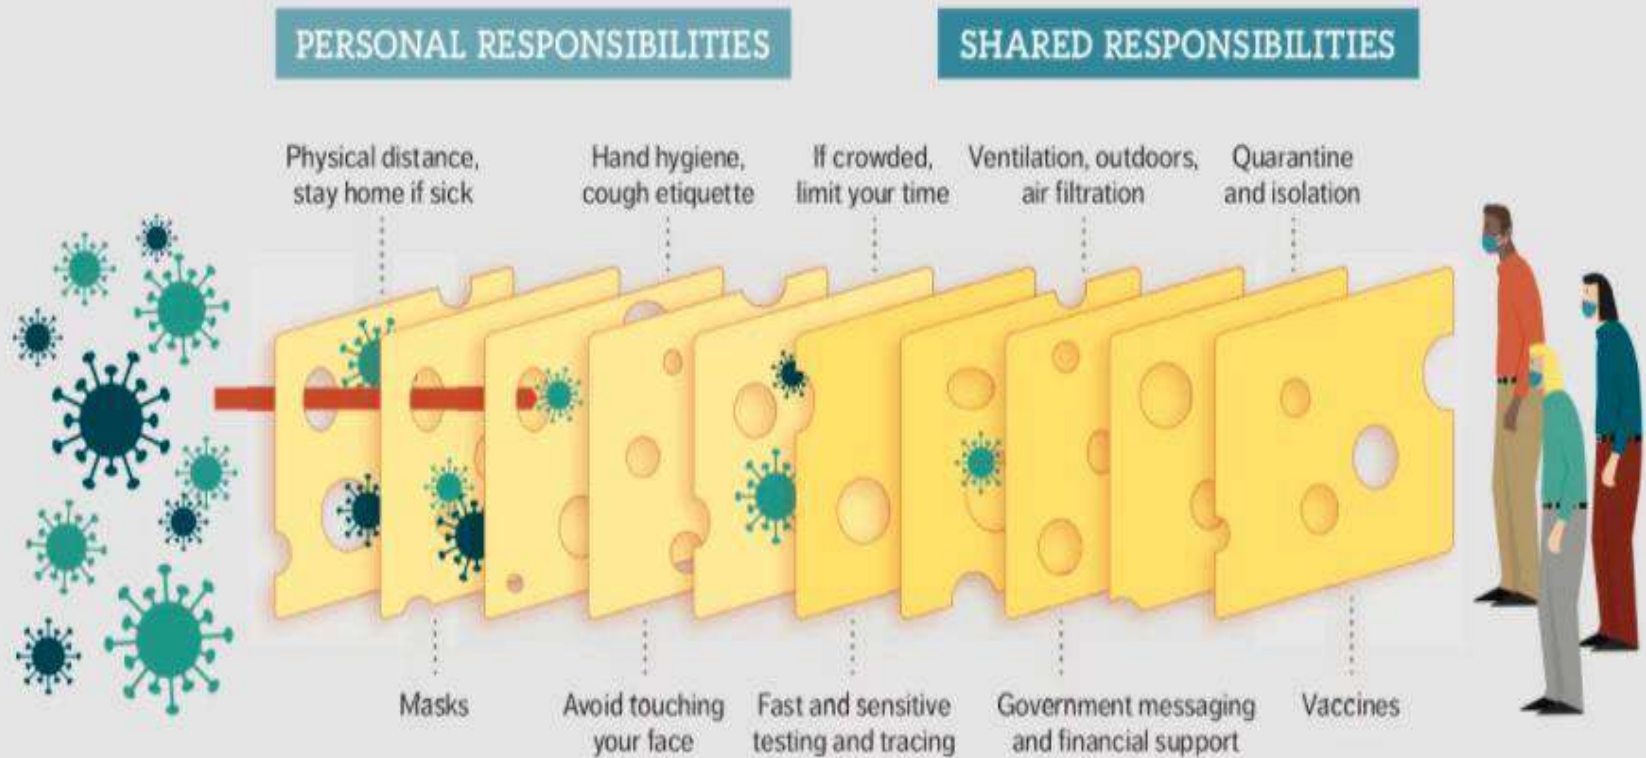 PERSONAL RESPONSIBILITIES
SHARED RESPONSIBILITIES
Physical distance,
stay home if sick
Hand hygiene,
cough etiquette
If crowded,
limit your time
Ventilation, outdoors,
air filtration
Quarantine
and isolation
Masks
Avoid touching
your face
Fast and sensitive
testing and tracing
Government messaging
and financial support
Vaccines